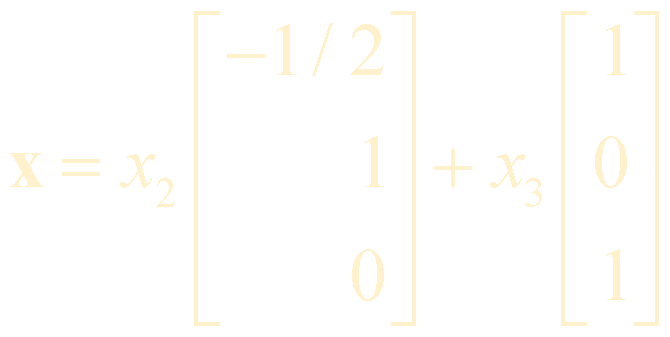 x = x₂ [ −1/2 1 0 ] + x₃ [ 1 0 1 ]